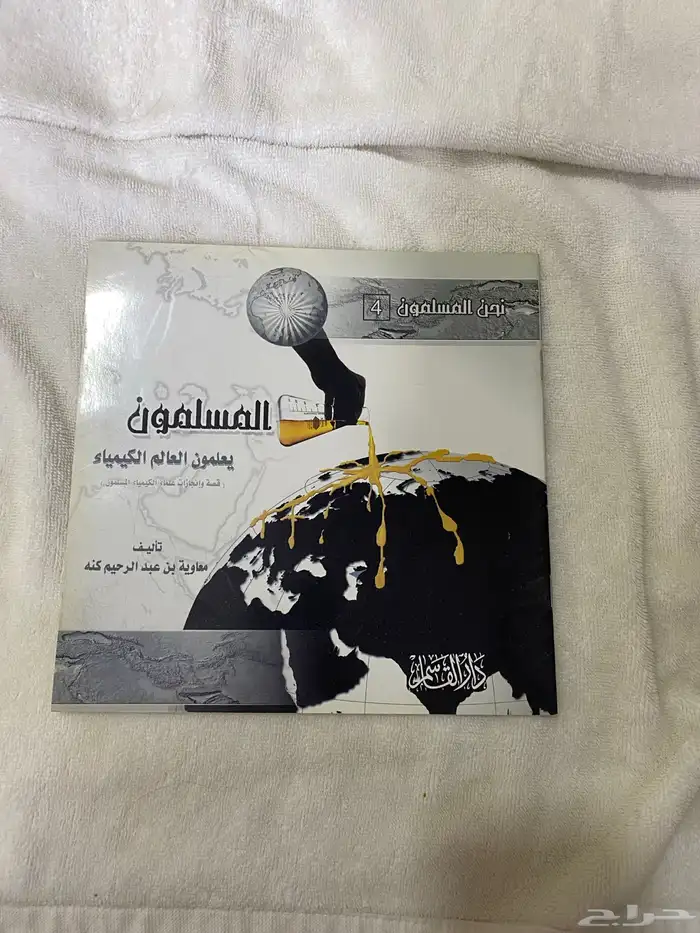 نحن المسلمون 4
المسلمون
يعلمون العالم الكيمياء
(قصة وإنجازات علماء الكيمياء المسلمون)
تأليف
معاوية بن عبد الرحيم كنه
دار القاسم
حراج